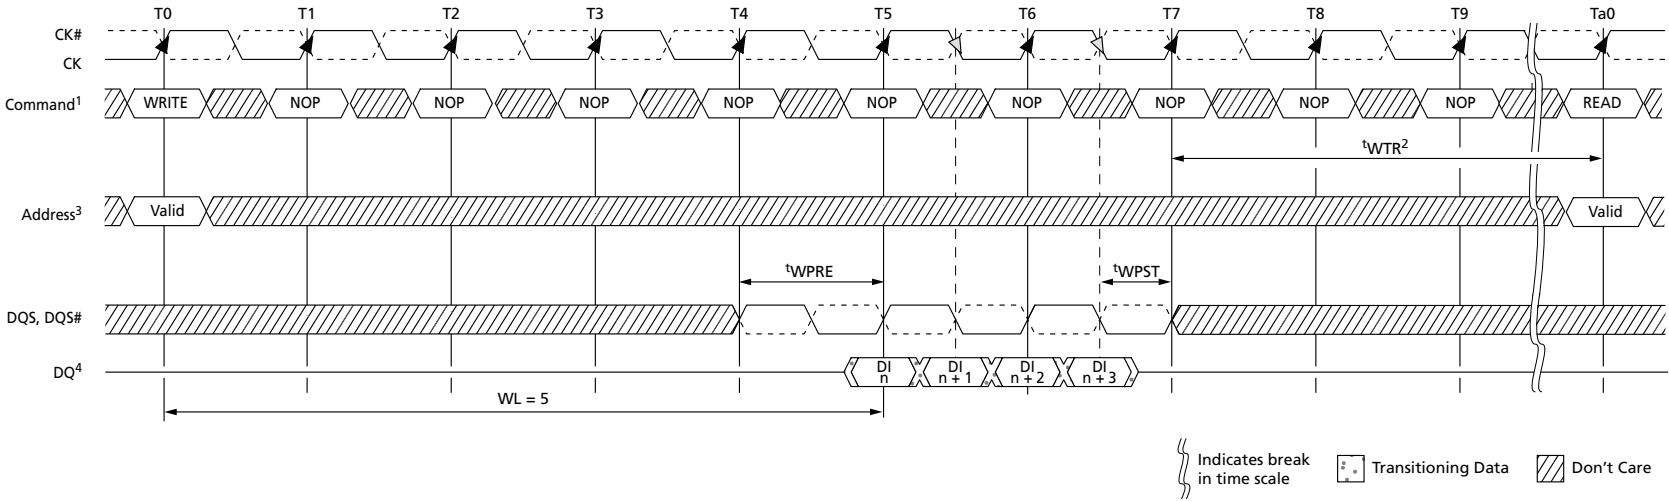 T0 T1 T2 T3 T4 T5 T6 T7 T8 T9 Ta0
CK#
CK
Command1 WRITE NOP NOP NOP NOP NOP NOP NOP NOP NOP READ
tWTR2
Address3 Valid Valid
tWPRE tWPST
DQS, DQS#
DQ4 DI n DI n + 1 DI n + 2 DI n + 3
WL = 5
Indicates break
in time scale
Transitioning Data
Don't Care